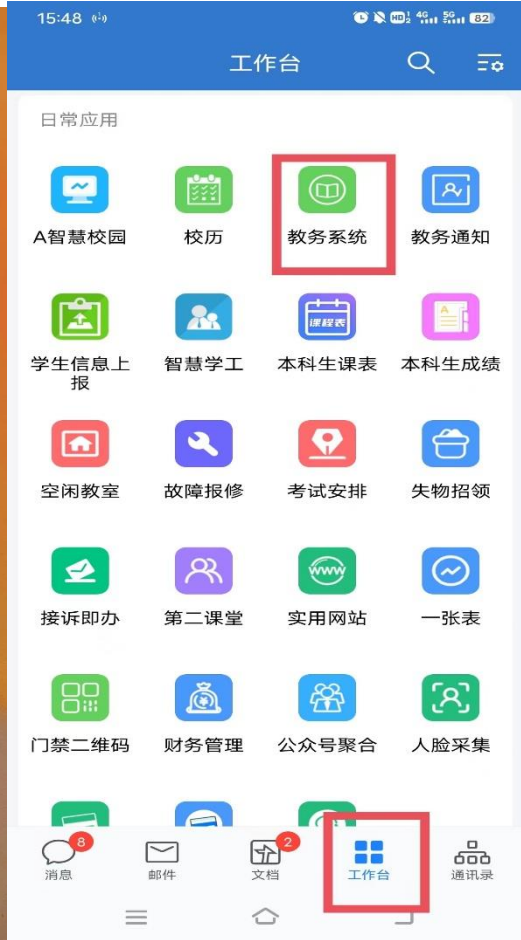 15:48
HD 4G 5G 82
工作台
日常应用
A智慧校园 校历 教务系统 教务通知
课程表
学生信息上报 智慧学工 本科生课表 本科生成绩
空闲教室 故障报修 考试安排 失物招领
www
接诉即办 第二课堂 实用网站 一张表
门禁二维码 财务管理 公众号聚合 人脸采集
8 2
消息 邮件 文档 工作台 通讯录